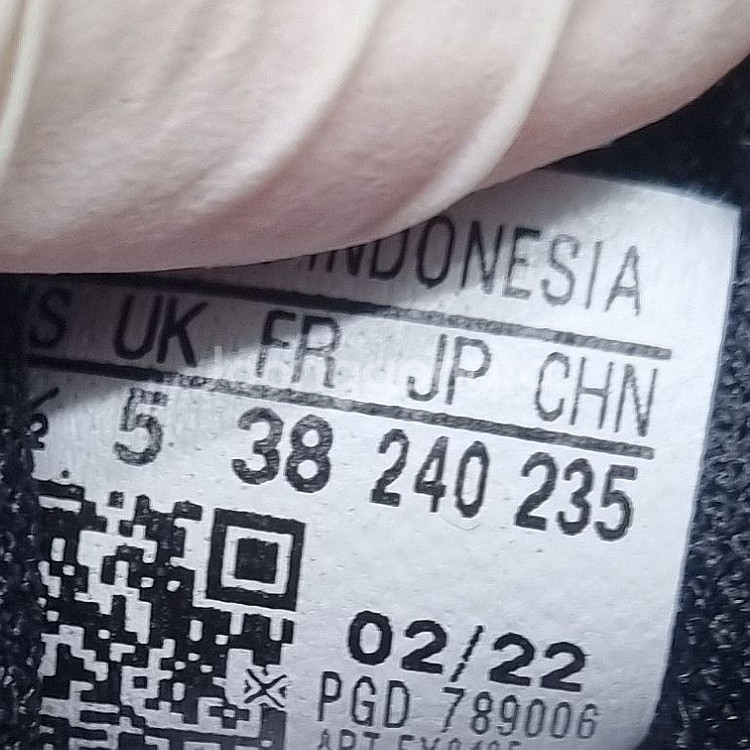 INDONESIA
UK FR JP CHN
5 38 240 235
02/22
PGD 789006